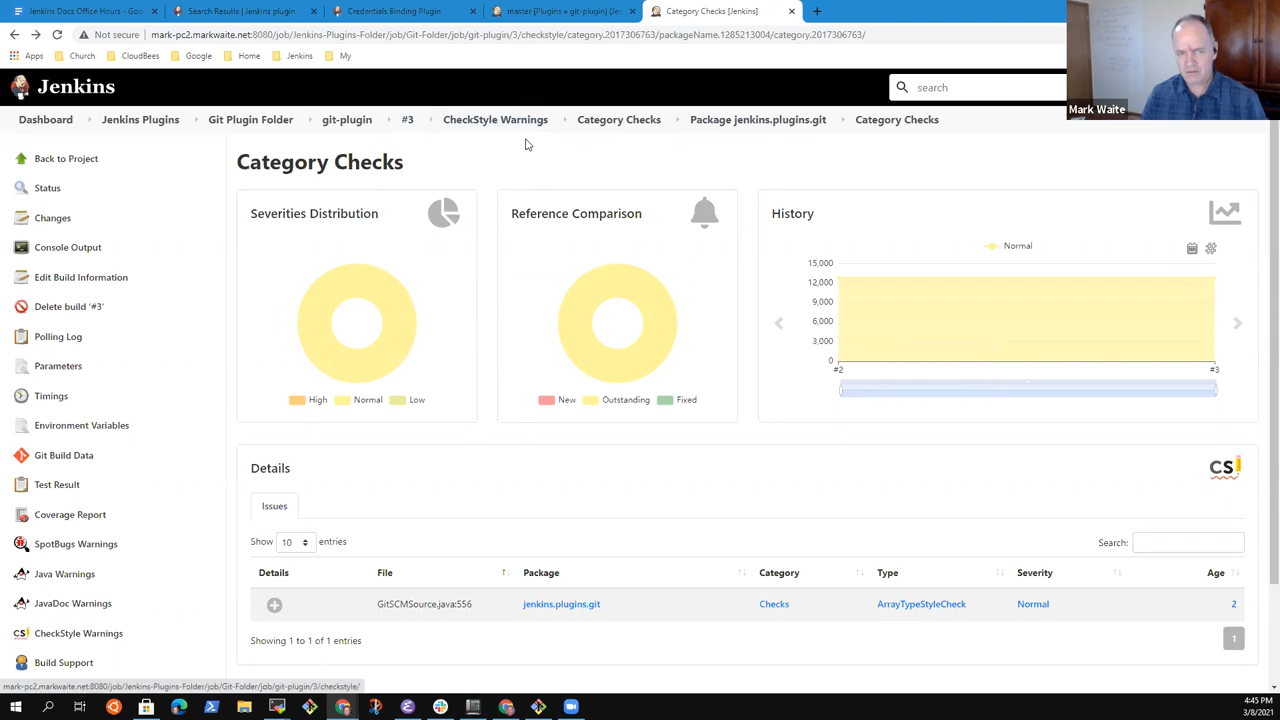 Jenkins Docs Office Hours - Goo
Search Results | Jenkins plugin
Credentials Binding Plugin
master [Plugins » git-plugin] [Jen
Category Checks [Jenkins]
Not secure
mark-pc2.markwaite.net:8080/job/Jenkins-Plugins-Folder/job/Git-Folder/job/git-plugin/3/checkstyle/category.2017306763/packageName.1285213004/category.2017306763/
Apps
Church
CloudBees
Google
Home
Jenkins
My
Mark Waite
Jenkins
search
Dashboard
Jenkins Plugins
Git Plugin Folder
git-plugin
#3
CheckStyle Warnings
Category Checks
Package jenkins.plugins.git
Category Checks
Back to Project
Status
Changes
Console Output
Edit Build Information
Delete build '#3'
Polling Log
Parameters
Timings
Environment Variables
Git Build Data
Test Result
Coverage Report
SpotBugs Warnings
Java Warnings
JavaDoc Warnings
CS! CheckStyle Warnings
Build Support
Category Checks
Severities Distribution
High
Normal
Low
Reference Comparison
New
Outstanding
Fixed
History
Normal
15,000
12,000
9,000
6,000
3,000
0
#2
#3
Details
CS!
Issues
Show 10 entries
Search:
Details
File
Package
Category
Type
Severity
Age
GitSCMSource.java:556
jenkins.plugins.git
Checks
ArrayTypeStyleCheck
Normal
2
Showing 1 to 1 of 1 entries
1
mark-pc2.markwaite.net:8080/job/Jenkins-Plugins-Folder/job/Git-Folder/job/git-plugin/3/checkstyle/
4:45 PM
3/8/2021